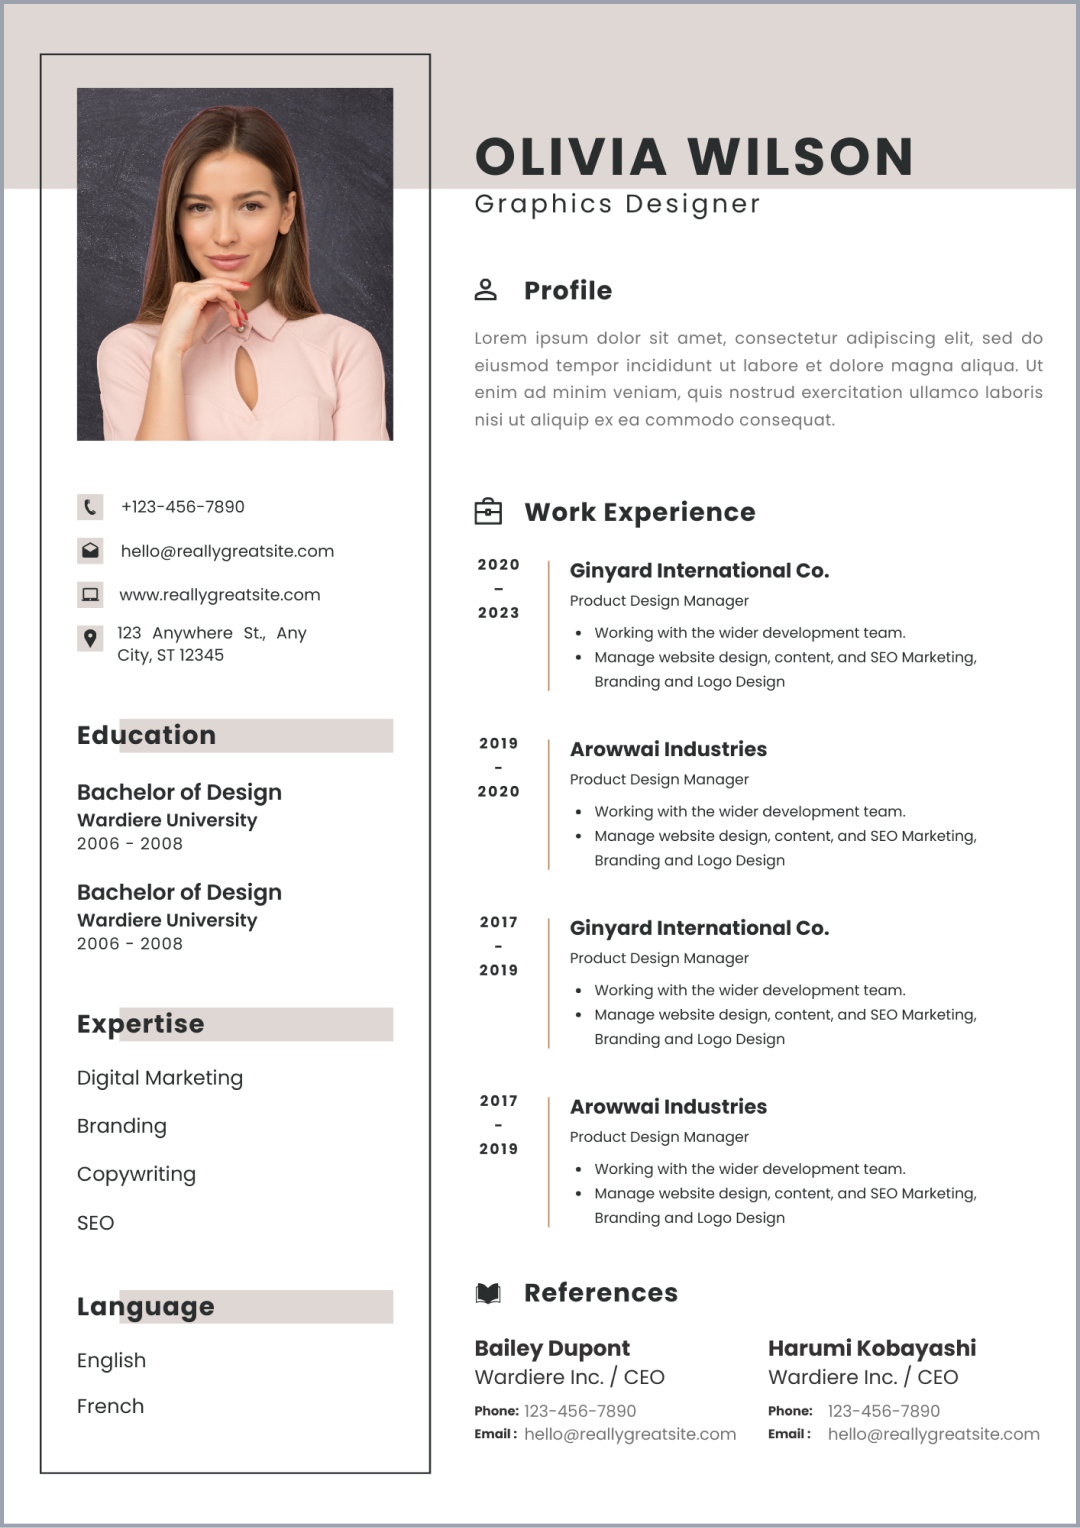 OLIVIA WILSON
Graphics Designer
+123-456-7890
hello@reallygreatsite.com
www.reallygreatsite.com
123 Anywhere St., Any
City, ST 12345
Education
Bachelor of Design
Wardiere University
2006 - 2008
Bachelor of Design
Wardiere University
2006 - 2008
Expertise
Digital Marketing
Branding
Copywriting
SEO
Language
English
French
Profile
Lorem ipsum dolor sit amet, consectetur adipiscing elit, sed do
eiusmod tempor incididunt ut labore et dolore magna aliqua. Ut
enim ad minim veniam, quis nostrud exercitation ullamco laboris
nisi ut aliquip ex ea commodo consequat.
Work Experience
2020
–
2023
Ginyard International Co.
Product Design Manager
• Working with the wider development team.
• Manage website design, content, and SEO Marketing,
Branding and Logo Design
2019
-
2020
Arowwai Industries
Product Design Manager
• Working with the wider development team.
• Manage website design, content, and SEO Marketing,
Branding and Logo Design
2017
-
2019
Ginyard International Co.
Product Design Manager
• Working with the wider development team.
• Manage website design, content, and SEO Marketing,
Branding and Logo Design
2017
-
2019
Arowwai Industries
Product Design Manager
• Working with the wider development team.
• Manage website design, content, and SEO Marketing,
Branding and Logo Design
References
Bailey Dupont
Wardiere Inc. / CEO
Phone: 123-456-7890
Email : hello@reallygreatsite.com
Harumi Kobayashi
Wardiere Inc. / CEO
Phone: 123-456-7890
Email : hello@reallygreatsite.com